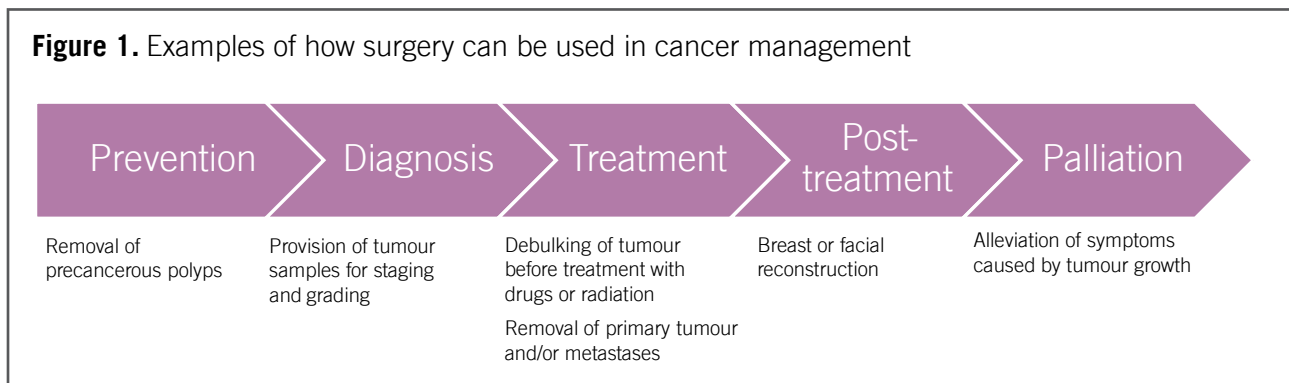 Figure 1. Examples of how surgery can be used in cancer management
Prevention
Diagnosis
Treatment
Post-
treatment
Palliation
Removal of
precancerous polyps
Provision of tumour
samples for staging
and grading
Debulking of tumour
before treatment with
drugs or radiation
Removal of primary tumour
and/or metastases
Breast or facial
reconstruction
Alleviation of symptoms
caused by tumour growth